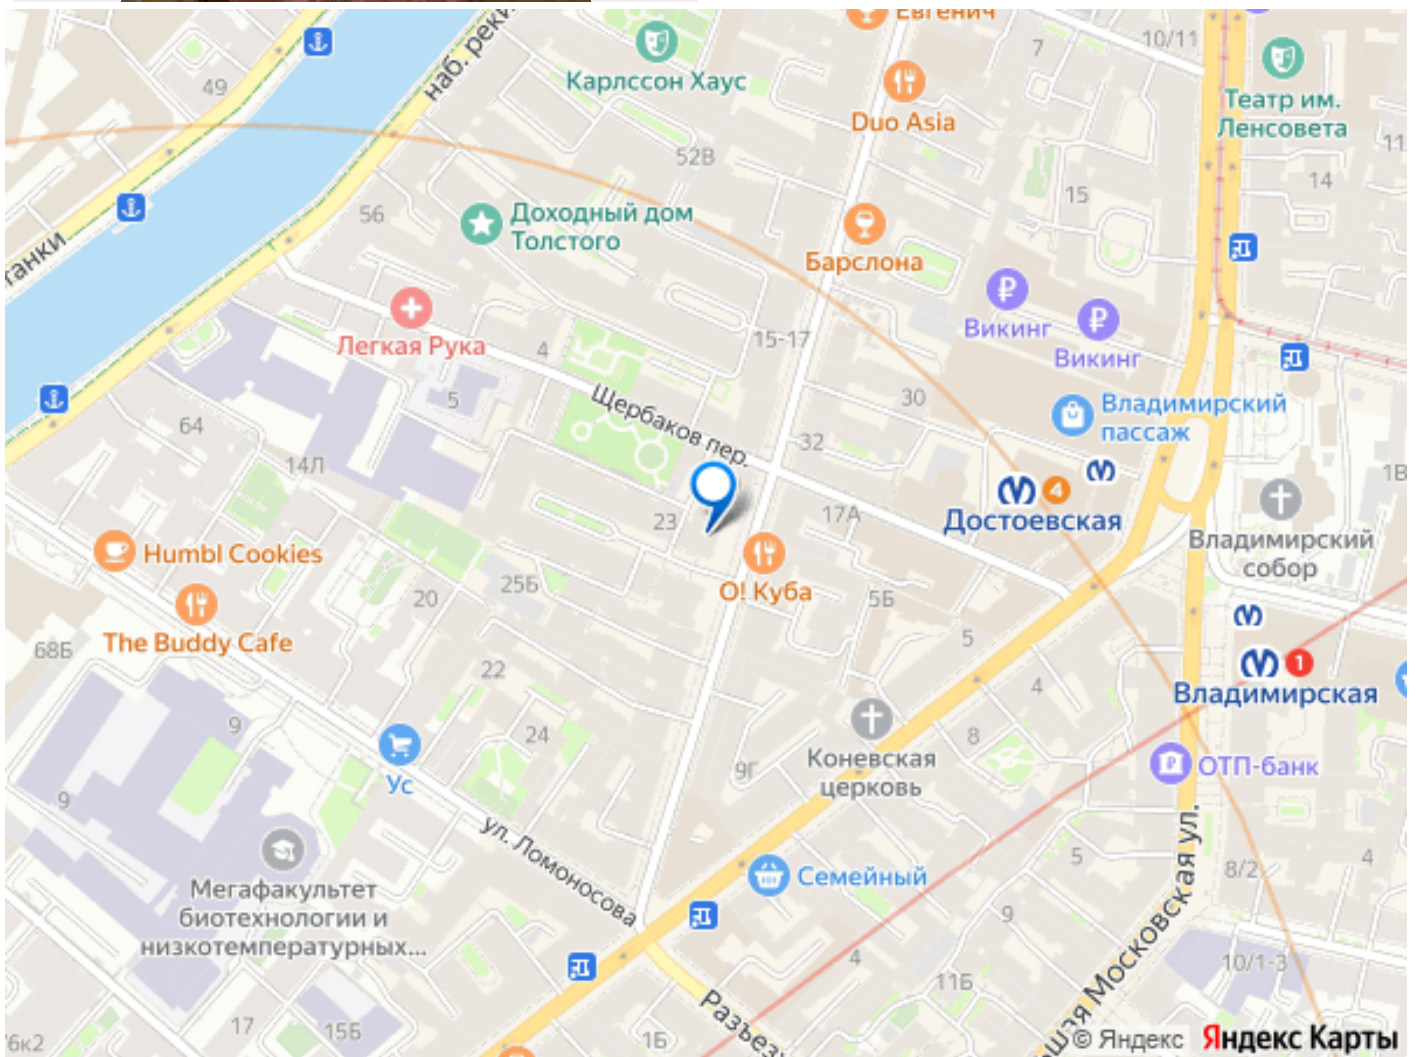 Евгенич
10/11
7
наб. реки
49
Карлссон Хаус
Театр им.
Ленсовета
Duo Asia
11
52В
14
15
56
Доходный дом
Толстого
Барслона
танки
Викинг
Викинг
15-17
Легкая Рука
4
5
30
Щербаков пер.
Владимирский
пассаж
64
32
14Л
1В
4
Достоевская
23
17А
Владимирский
собор
Humbl Cookies
О! Куба
25Б
20
5Б
The Buddy Cafe
68Б
5
22
1
Владимирская
4
9
24
8
Коневская
церковь
9Г
ОТП-банк
Ус
9
ул. Ломоносова
5
4
8/2
Семейный
Мегафакультет
биотехнологии и
низкотемпературных...
9
4
11Б
10/1-3
Московская ул.
17
15Б
1Б
© Яндекс Яндекс Карты